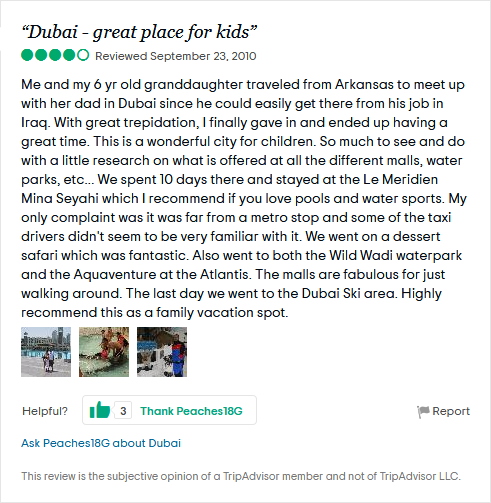 “Dubai - great place for kids”
Reviewed September 23, 2010
Me and my 6 yr old granddaughter traveled from Arkansas to meet up
with her dad in Dubai since he could easily get there from his job in
Iraq. With great trepidation, I finally gave in and ended up having a
great time. This is a wonderful city for children. So much to see and do
with a little research on what is offered at all the different malls, water
parks, etc... We spent 10 days there and stayed at the Le Meridien
Mina Seyahi which I recommend if you love pools and water sports. My
only complaint was it was far from a metro stop and some of the taxi
drivers didn't seem to be very familiar with it. We went on a dessert
safari which was fantastic. Also went to both the Wild Wadi waterpark
and the Aquaventure at the Atlantis. The malls are fabulous for just
walking around. The last day we went to the Dubai Ski area. Highly
recommend this as a family vacation spot.
Helpful? 3 Thank Peaches18G Report
Ask Peaches18G about Dubai
This review is the subjective opinion of a TripAdvisor member and not of TripAdvisor LLC.